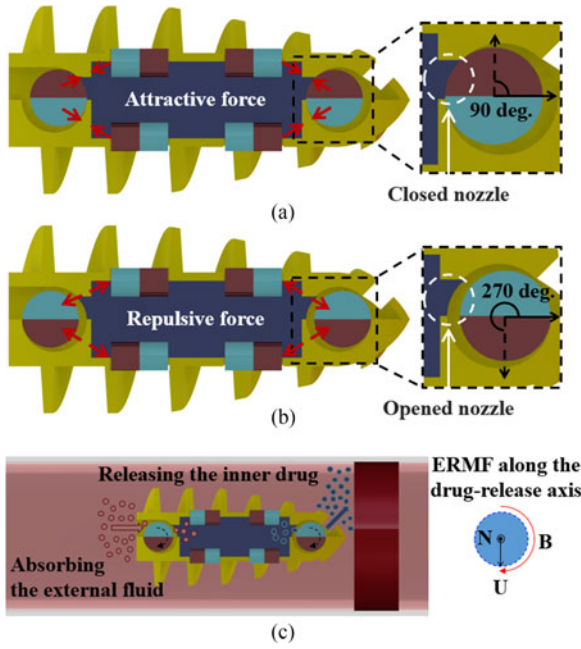 Attractive force
90 deg.
Closed nozzle
(a)
Repulsive force
270 deg.
Opened nozzle
(b)
Releasing the inner drug
Absorbing
the external fluid
ERMF along the
drug-release axis
N
B
U
(c)